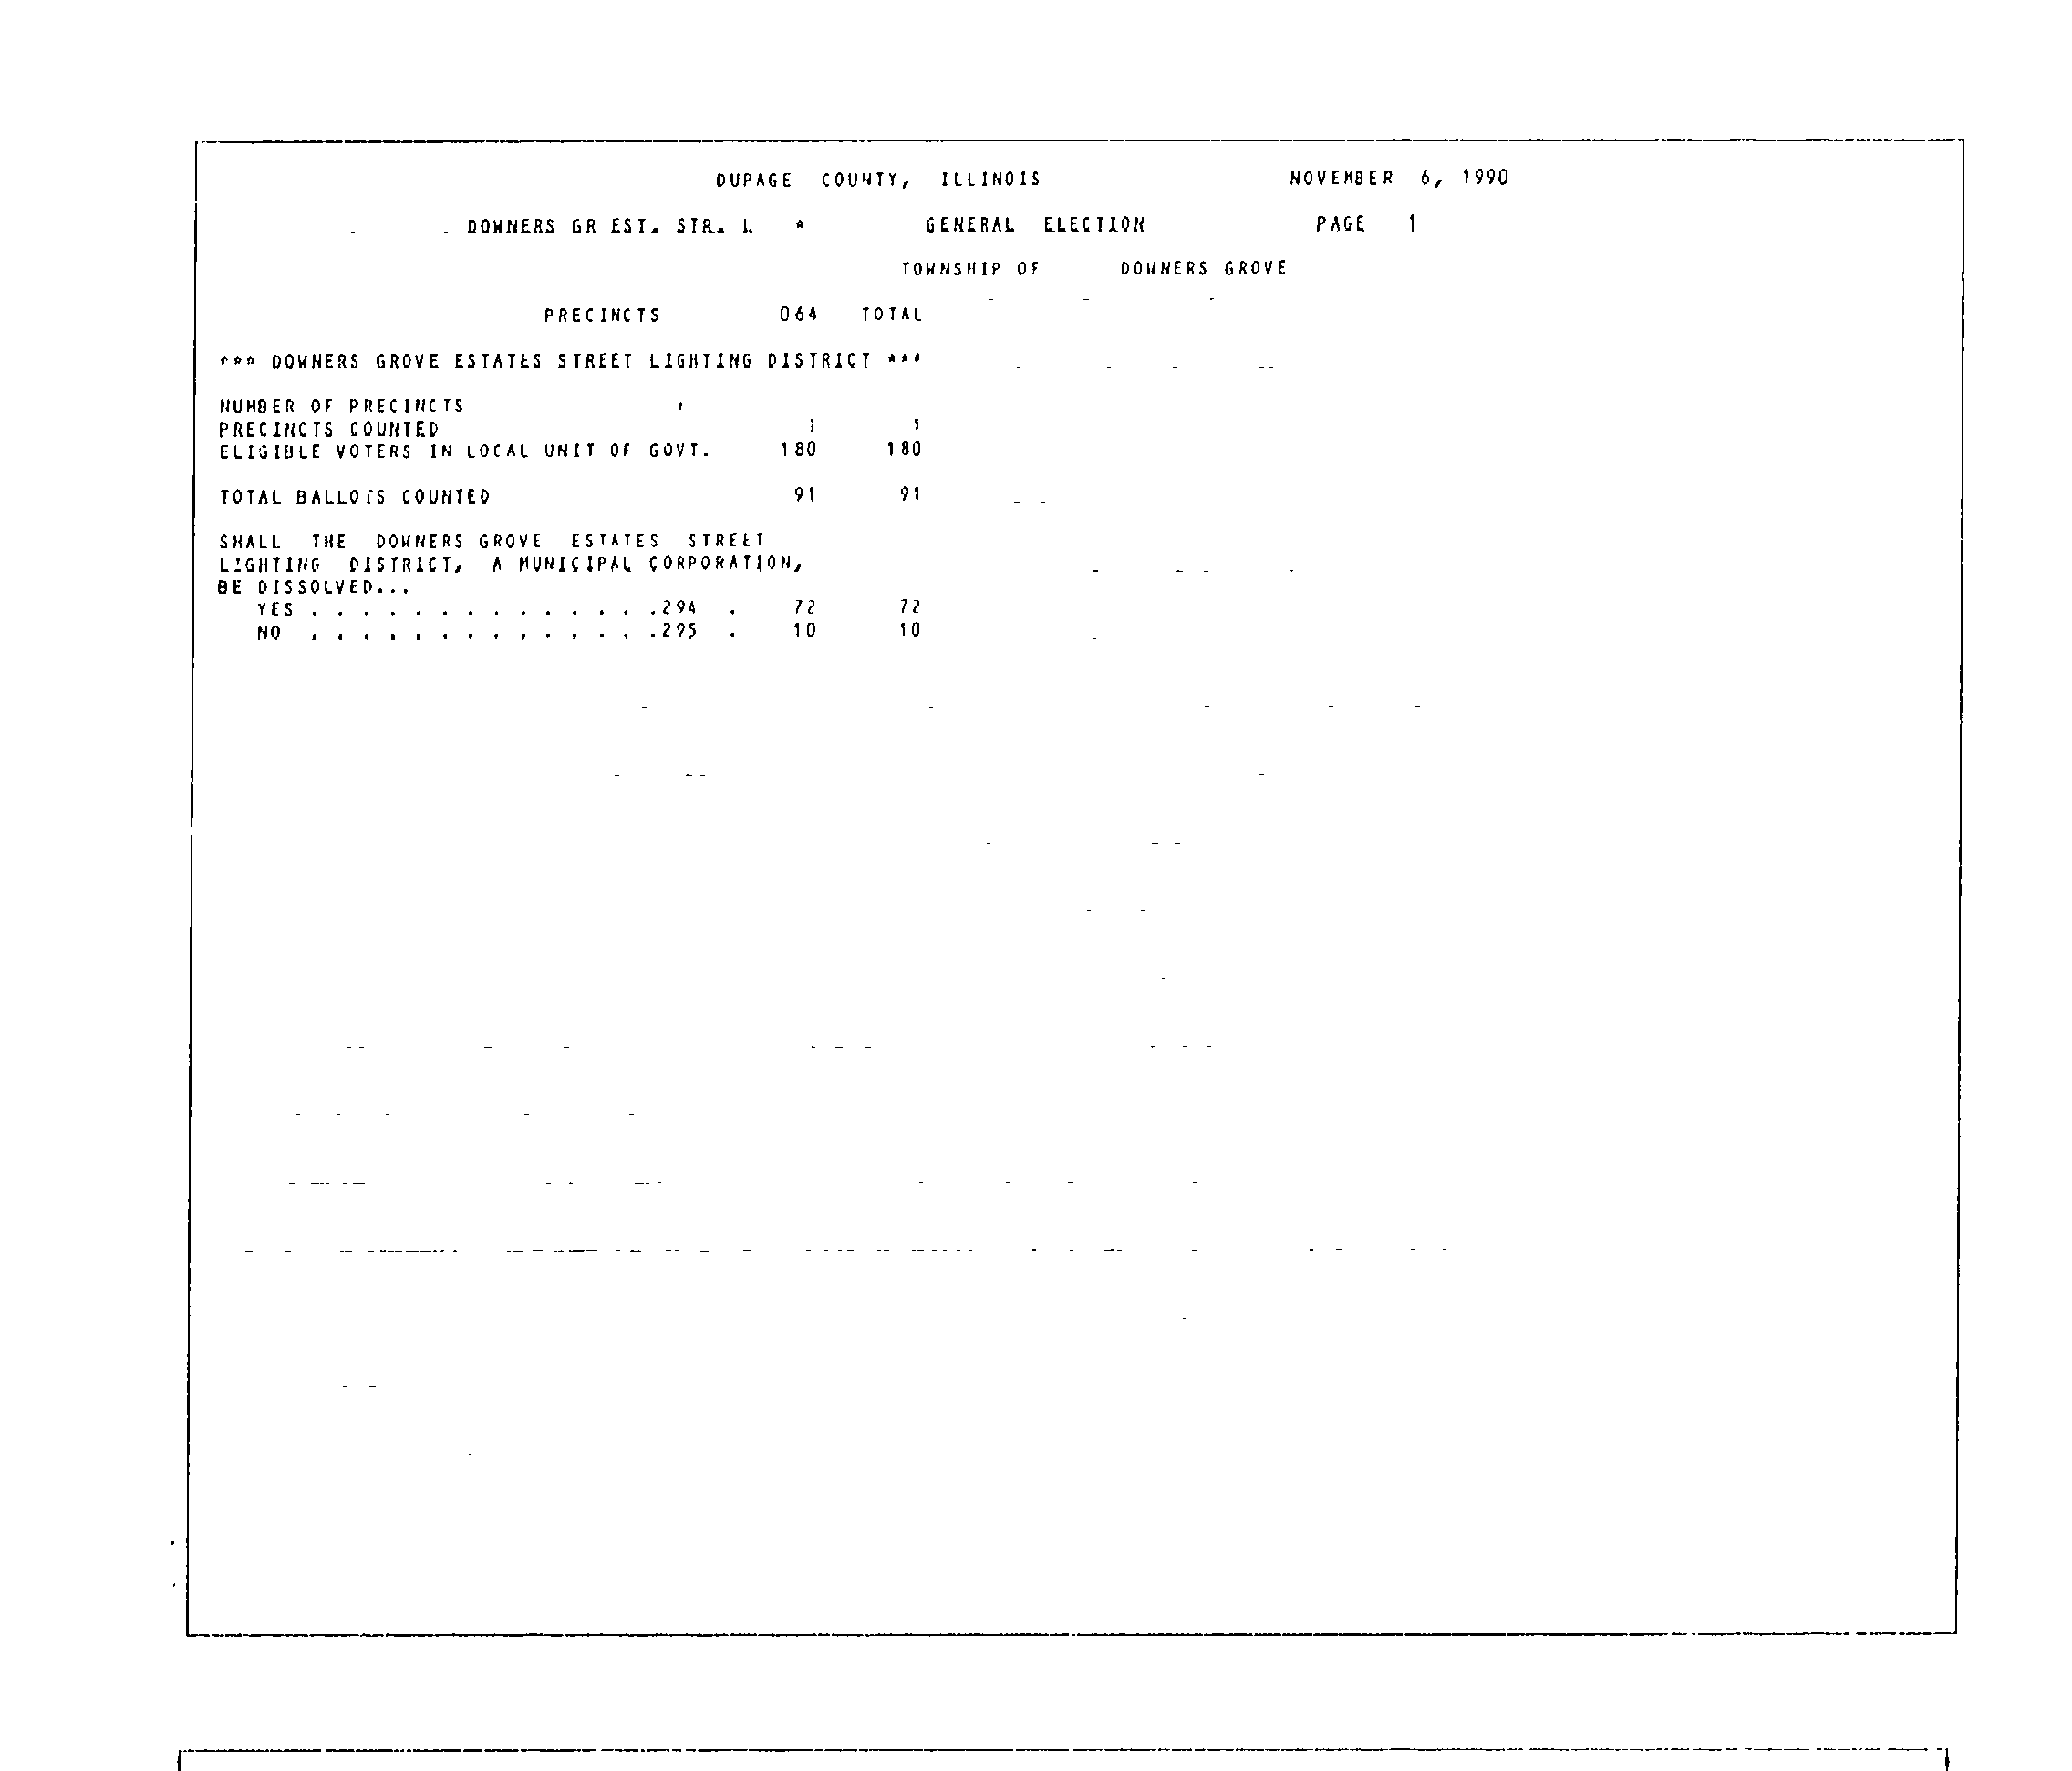 DUPAGE COUNTY, ILLINOIS NOVEMBER 6, 1990
DOWNERS GR EST. STR. L * GENERAL ELECTION PAGE 1
TOWNSHIP OF DOWNERS GROVE
PRECINCTS 064 TOTAL
*** DOWNERS GROVE ESTATES STREET LIGHTING DISTRICT ***
NUMBER OF PRECINCTS
PRECINCTS COUNTED 1 1
ELIGIBLE VOTERS IN LOCAL UNIT OF GOVT. 180 180
TOTAL BALLOTS COUNTED 91 91
SHALL THE DOWNERS GROVE ESTATES STREET
LIGHTING DISTRICT, A MUNICIPAL CORPORATION,
BE DISSOLVED...
YES . . . . . . . . . . . . . .294 . 72 72
NO . . . . . . . . . . . . . .295 . 10 10